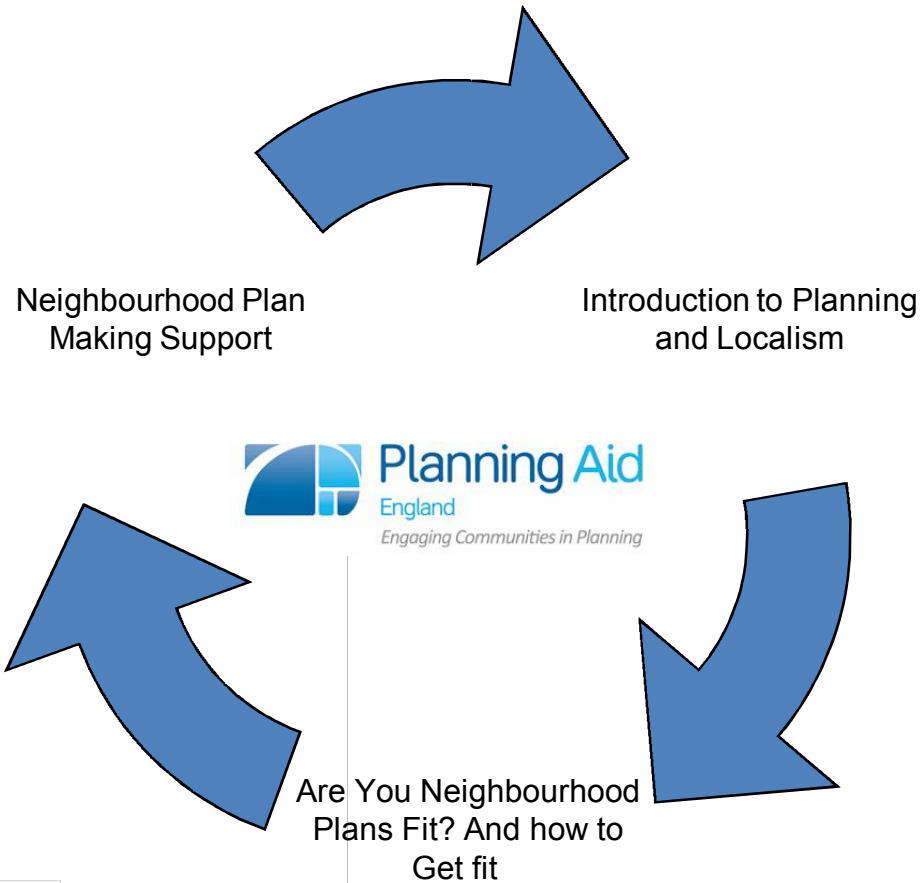 Neighbourhood Plan
Making Support
Introduction to Planning
and Localism
Planning Aid
England
Engaging Communities in Planning
Are You Neighbourhood
Plans Fit? And how to
Get fit